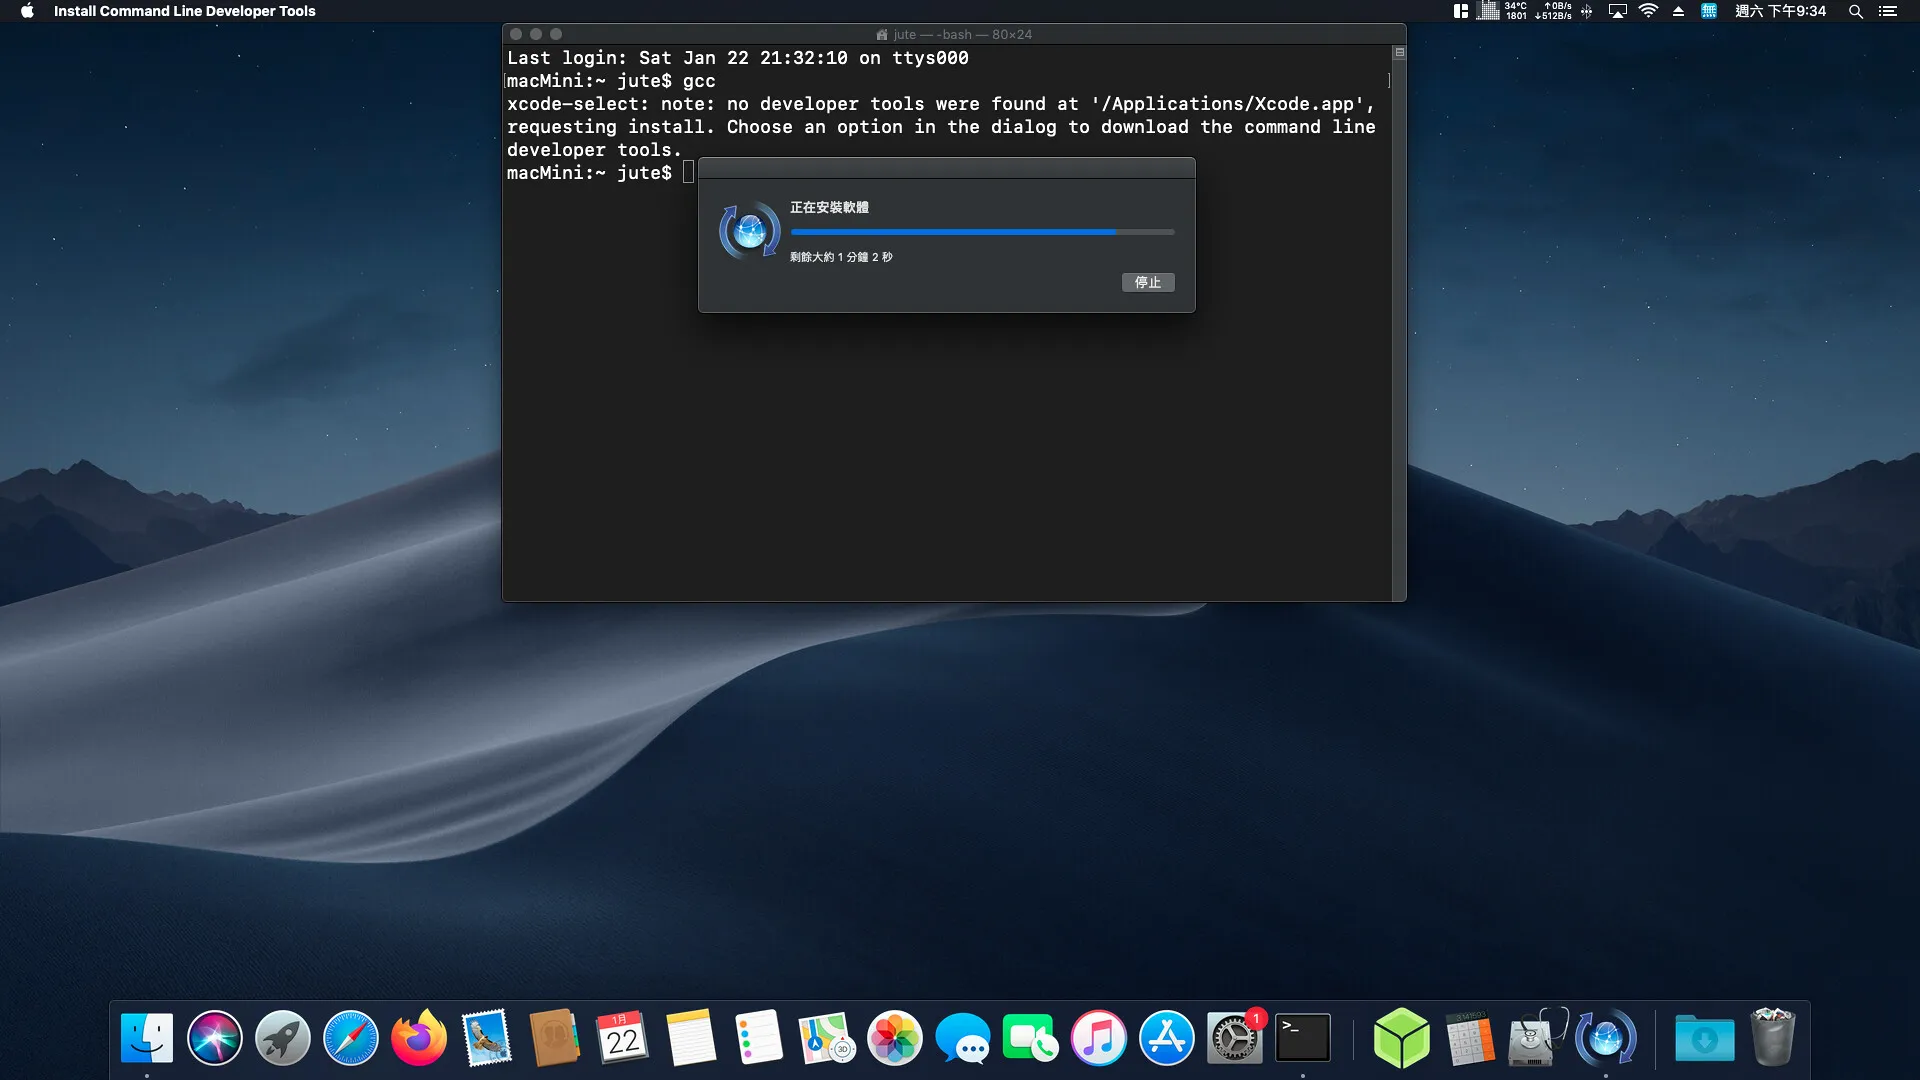 Install Command Line Developer Tools
34°C
1801
↑0B/s
↓512B/s
無
週六 下午9:34
jute — -bash — 80×24
Last login: Sat Jan 22 21:32:10 on ttys000
[macMini:~ jute$ gcc ]
xcode-select: note: no developer tools were found at '/Applications/Xcode.app',
requesting install. Choose an option in the dialog to download the command line
developer tools.
macMini:~ jute$
正在安裝軟體
剩餘大約 1 分鐘 2 秒
停止
1月
22
3D
1
>_